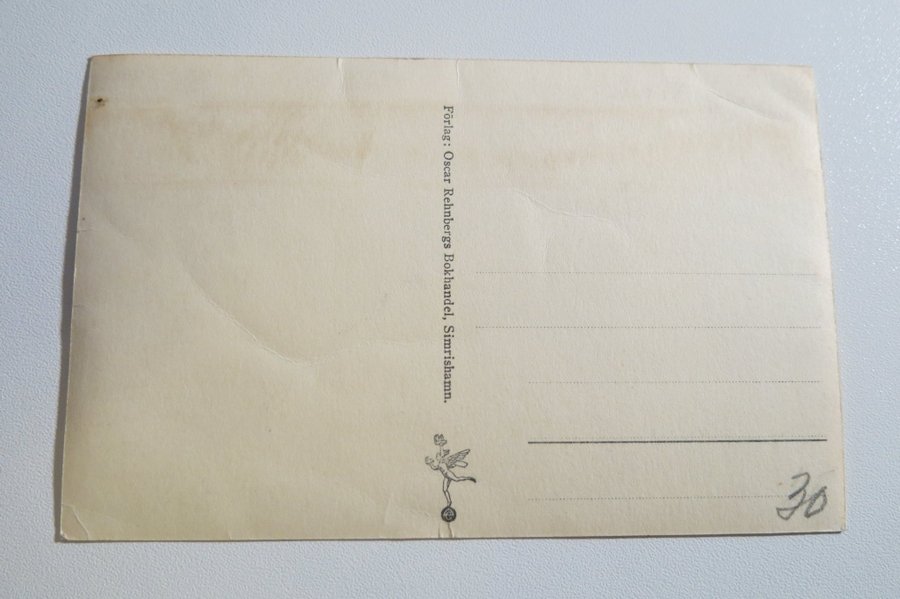 Förlag: Oscar Rehnbergs Bokhandel, Simrishamn.
30